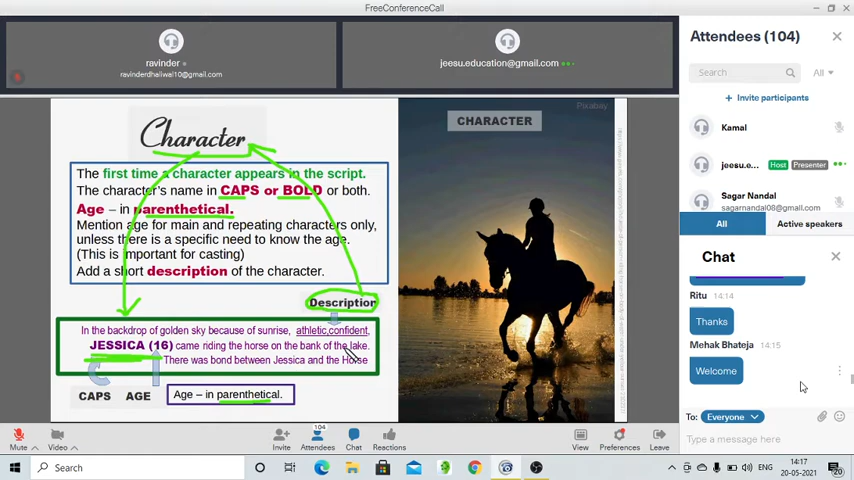 FreeConferenceCall
ravinder
ravinderdhaliwal10@gmail.com
jeesu.education@gmail.com
Character
The first time a character appears in the script.
The character's name in CAPS or BOLD or both.
Age – in parenthetical.
Mention age for main and repeating characters only,
unless there is a specific need to know the age.
(This is important for casting)
Add a short description of the character.
Description
In the backdrop of golden sky because of sunrise, athletic,confident,
JESSICA (16) came riding the horse on the bank of the lake.
There was bond between Jessica and the Horse
CAPS AGE
Age – in parenthetical.
CHARACTER
Pixabay
Attendees (104)
Search
All
+ Invite participants
Kamal
jeesu.e... Host Presenter
Sagar Nandal
sagarnandal08@gmail.com
All Active speakers
Chat
Ritu 14:14
Thanks
Mehak Bhateja 14:15
Welcome
To: Everyone
Type a message here
104
Mute Video Invite Attendees Chat Reactions View Preferences Leave
Search
ENG
14:17
20-05-2021
20